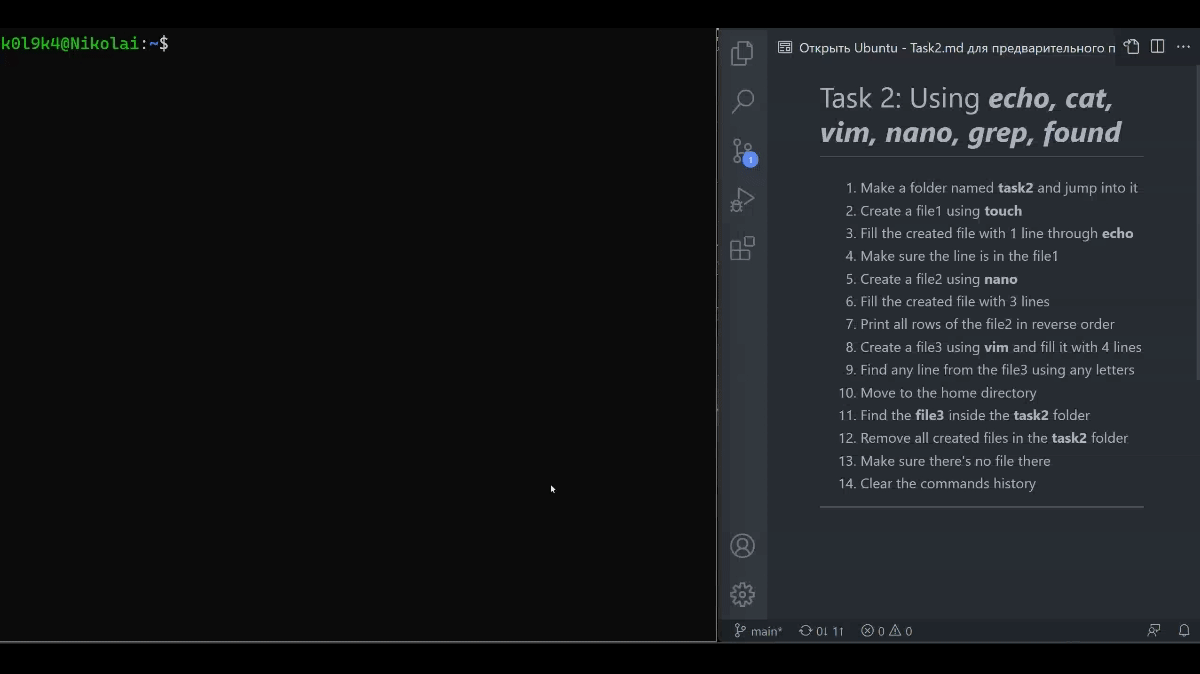 k0l9k4@Nikolai:~$
Открыть Ubuntu - Task2.md для предварительного п
Task 2: Using echo, cat,
vim, nano, grep, found
1. Make a folder named task2 and jump into it
2. Create a file1 using touch
3. Fill the created file with 1 line through echo
4. Make sure the line is in the file1
5. Create a file2 using nano
6. Fill the created file with 3 lines
7. Print all rows of the file2 in reverse order
8. Create a file3 using vim and fill it with 4 lines
9. Find any line from the file3 using any letters
10. Move to the home directory
11. Find the file3 inside the task2 folder
12. Remove all created files in the task2 folder
13. Make sure there's no file there
14. Clear the commands history
1
main* 0↓ 1↑ 0 0